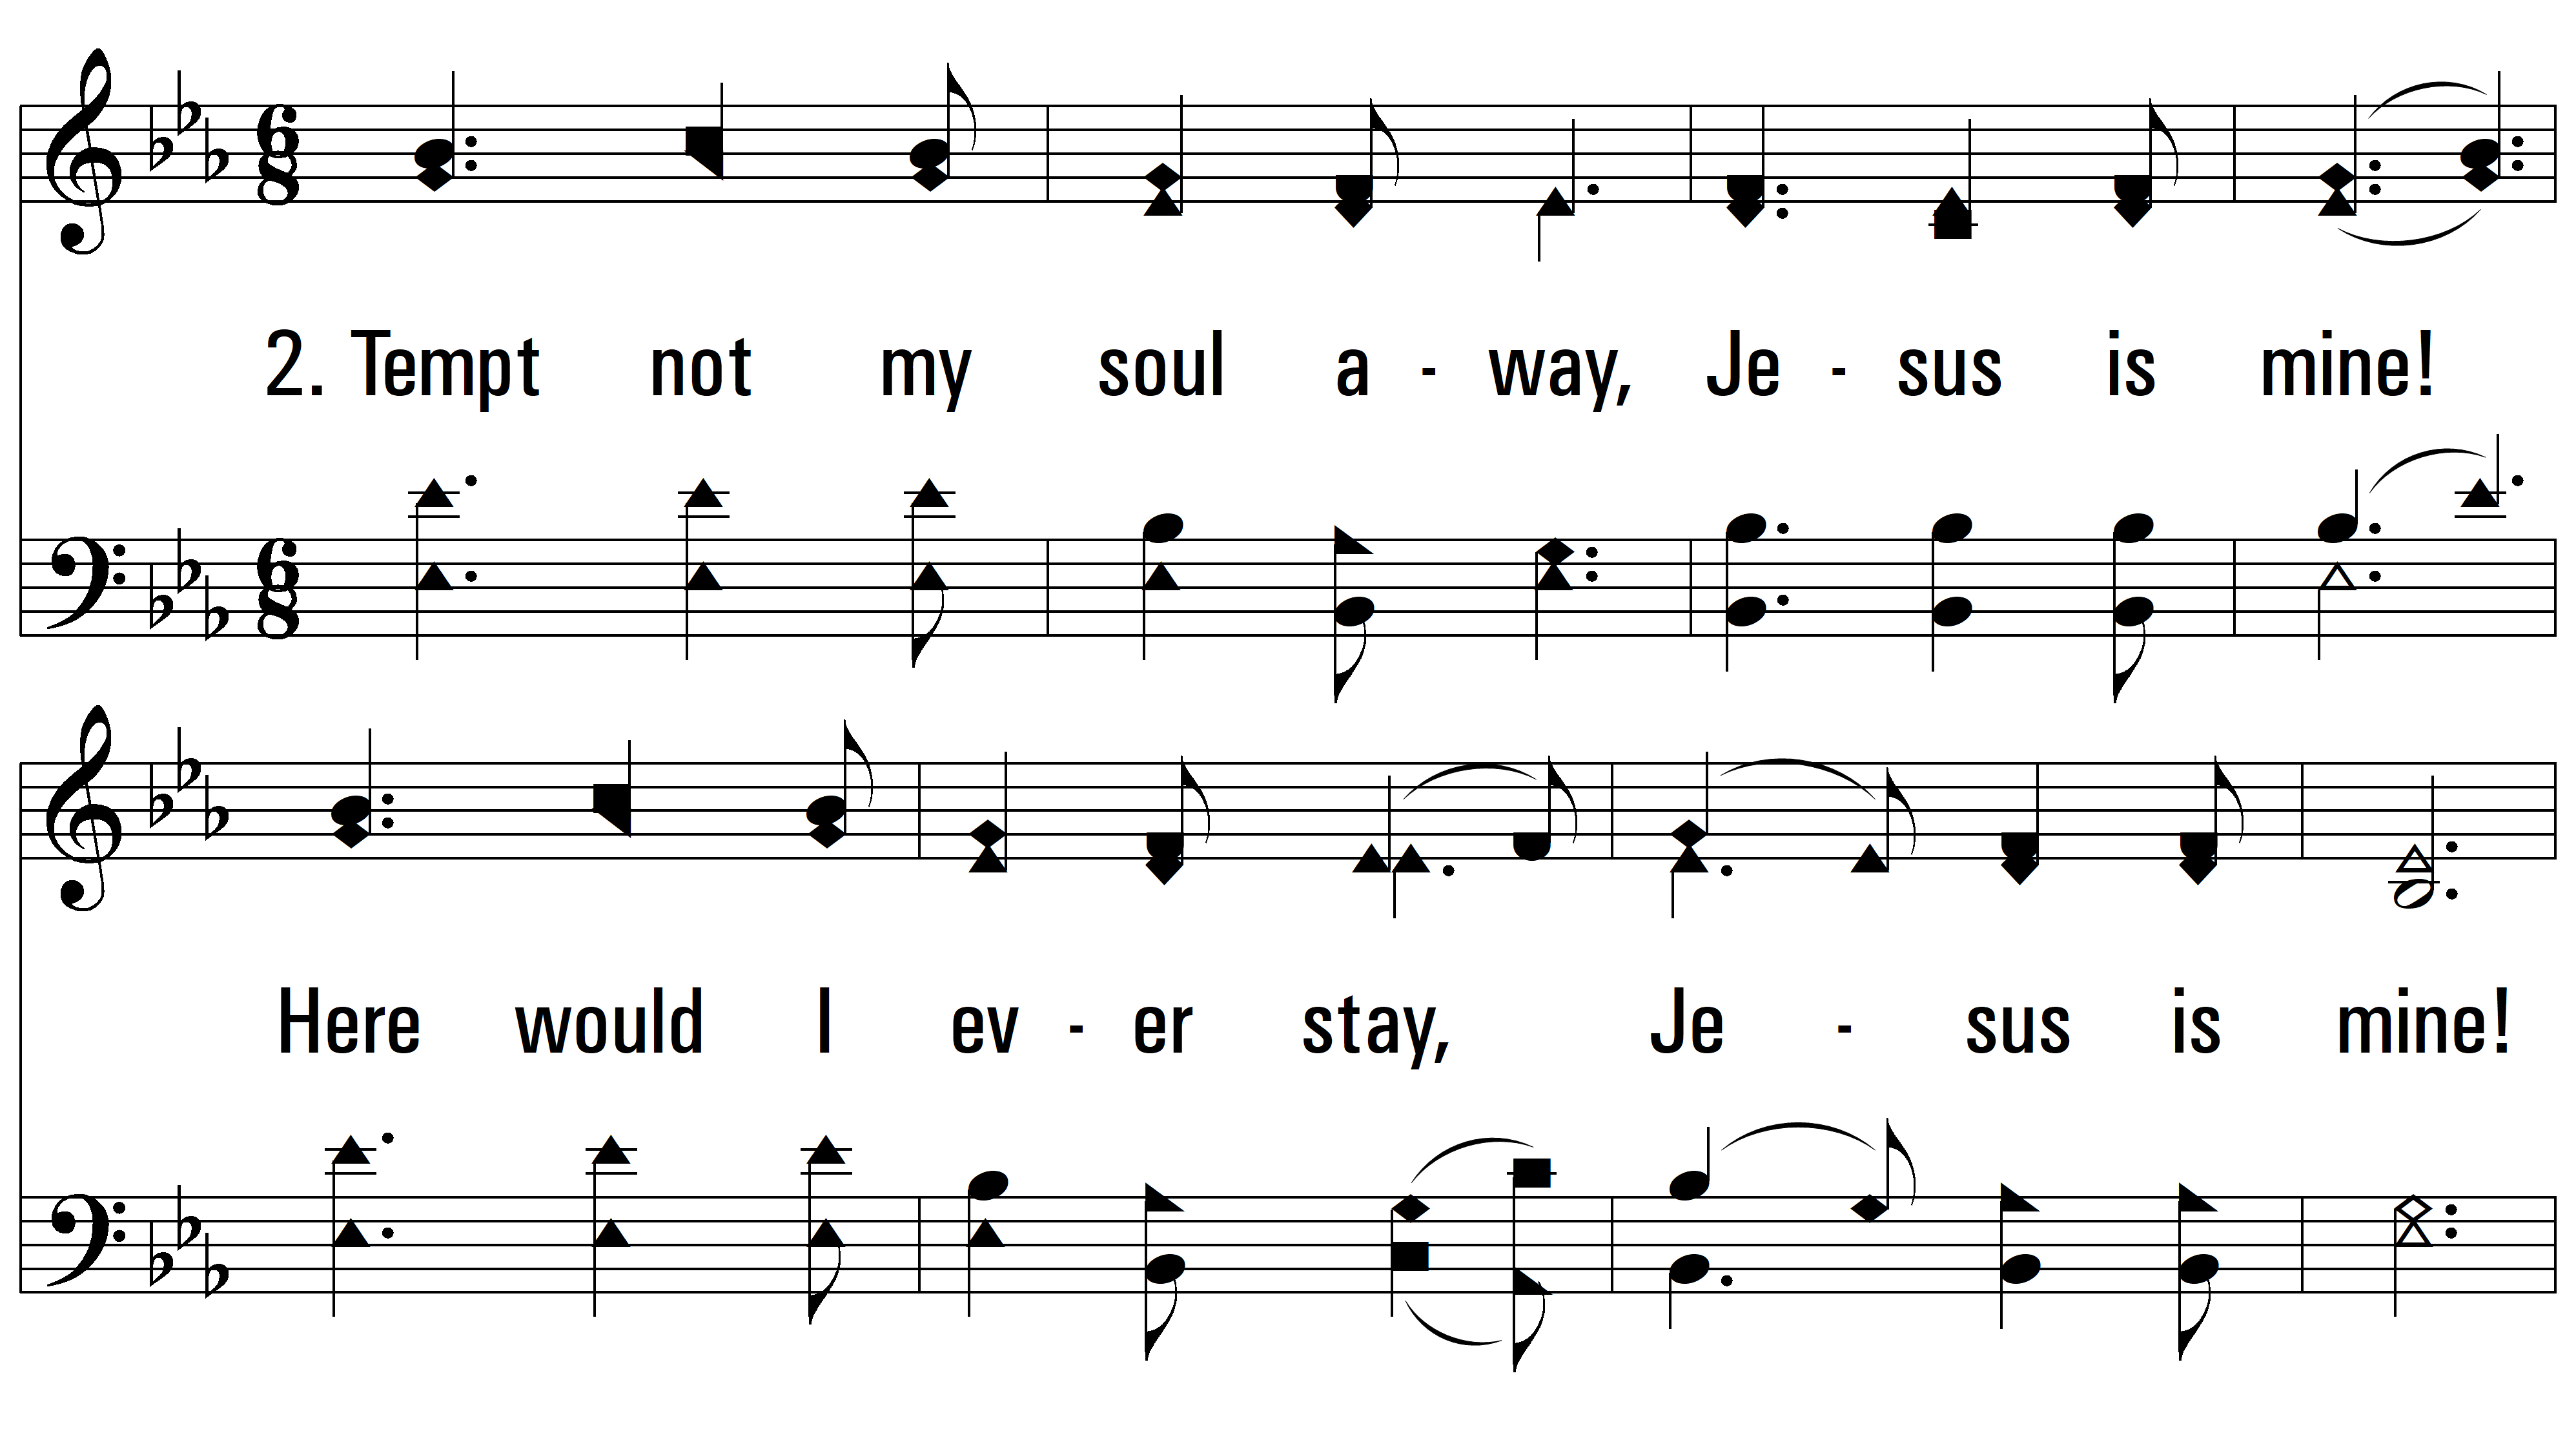 2. Tempt not my soul a - way, Je - sus is mine!
Here would I ev - er stay, Je - sus is mine!